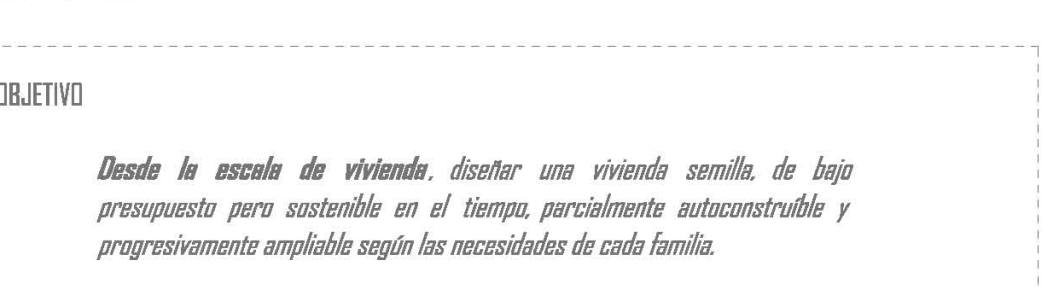 OBJETIVO
Desde la escala de vivienda, diseñar una vivienda semilla, de bajo
presupuesto pero sostenible en el tiempo, parcialmente autoconstruíble y
progresivamente ampliable según las necesidades de cada familia.